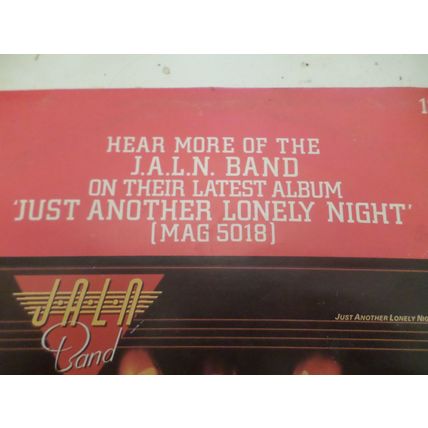 1
HEAR MORE OF THE
J.A.L.N. BAND
ON THEIR LATEST ALBUM
'JUST ANOTHER LONELY NIGHT'
(MAG 5018)
J·A·L·N
Band
JUST ANOTHER LONELY NIG